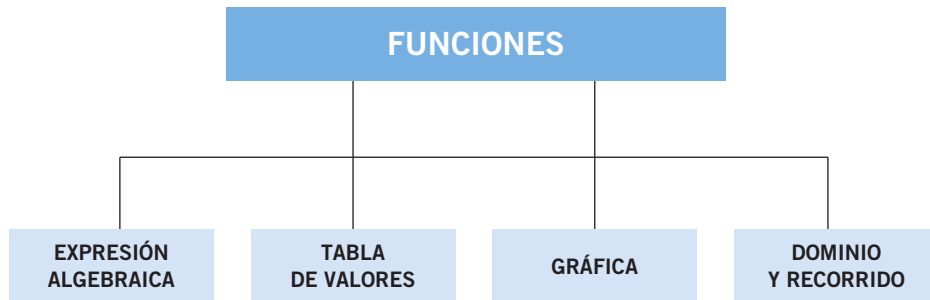 FUNCIONES
EXPRESIÓN
ALGEBRAICA
TABLA
DE VALORES
GRÁFICA
DOMINIO
Y RECORRIDO